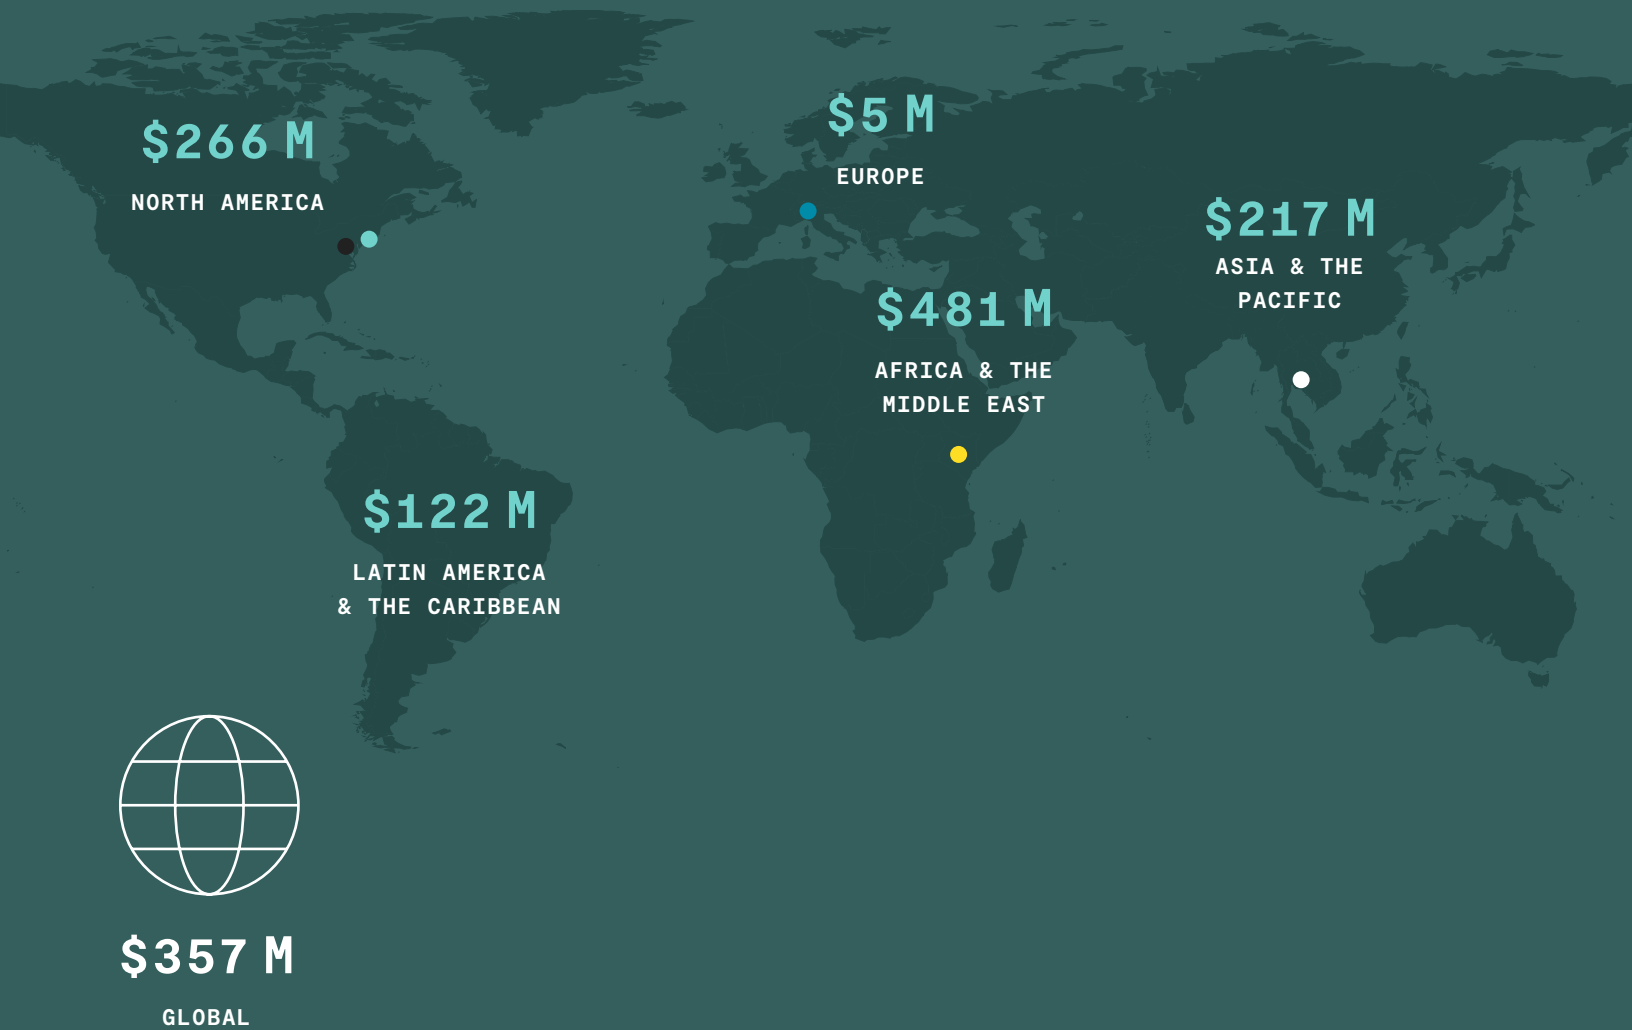 $266 M
NORTH AMERICA
$5 M
EUROPE
$217 M
ASIA & THE
PACIFIC
$481 M
AFRICA & THE
MIDDLE EAST
$122 M
LATIN AMERICA
& THE CARIBBEAN
$357 M
GLOBAL